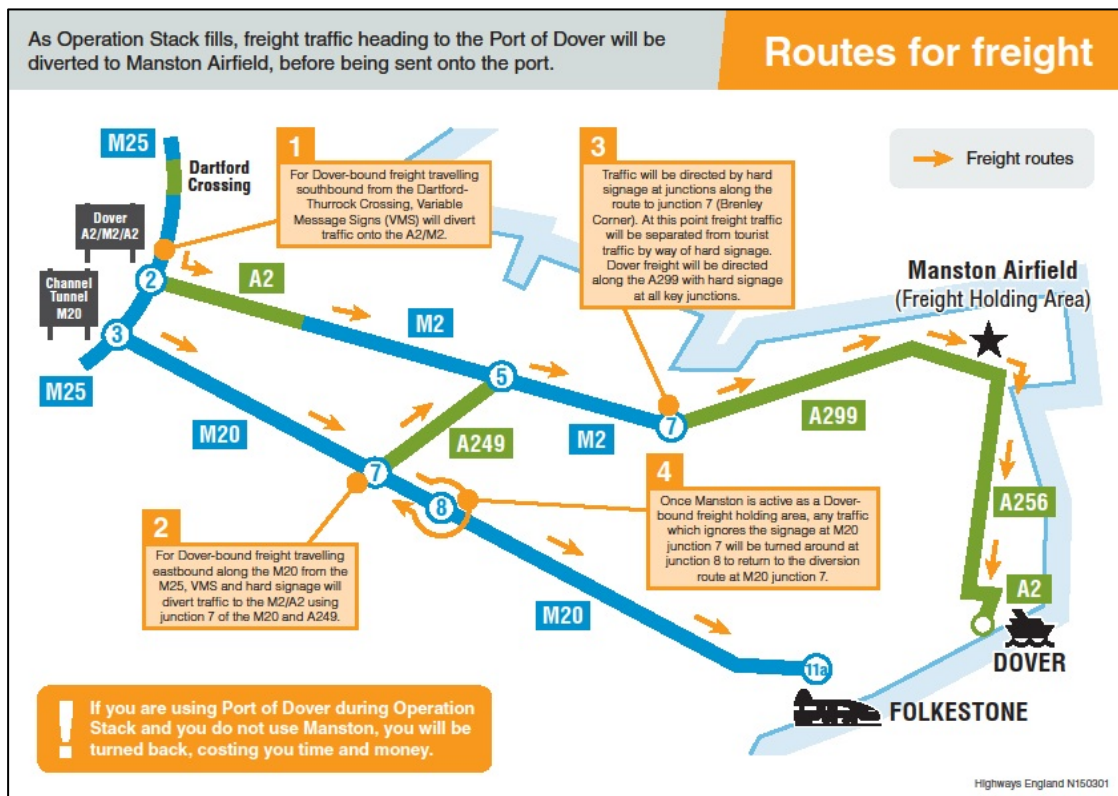 As Operation Stack fills, freight traffic heading to the Port of Dover will be
diverted to Manston Airfield, before being sent onto the port.
Routes for freight
M25
Dartford
Crossing
Dover
A2/M2/A2
Channel
Tunnel
M20
1
For Dover-bound freight travelling
southbound from the Dartford-
Thurrock Crossing, Variable
Message Signs (VMS) will divert
traffic onto the A2/M2.
3
Traffic will be directed by hard
signage at junctions along the
route to junction 7 (Brenley
Corner). At this point freight traffic
will be separated from tourist
traffic by way of hard signage.
Dover freight will be directed
along the A299 with hard signage
at all key junctions.
Freight routes
Manston Airfield
(Freight Holding Area)
2
A2
M2
3
M25
5
M20
A249
M2
7
A299
7
8
2
For Dover-bound freight travelling
eastbound along the M20 from the
M25, VMS and hard signage will
divert traffic to the M2/A2 using
junction 7 of the M20 and A249.
4
Once Manston is active as a Dover-
bound freight holding area, any traffic
which ignores the signage at M20
junction 7 will be turned around at
junction 8 to return to the diversion
route at M20 junction 7.
A256
A2
M20
DOVER
11a
FOLKESTONE
! If you are using Port of Dover during Operation
Stack and you do not use Manston, you will be
turned back, costing you time and money.
Highways England N150301